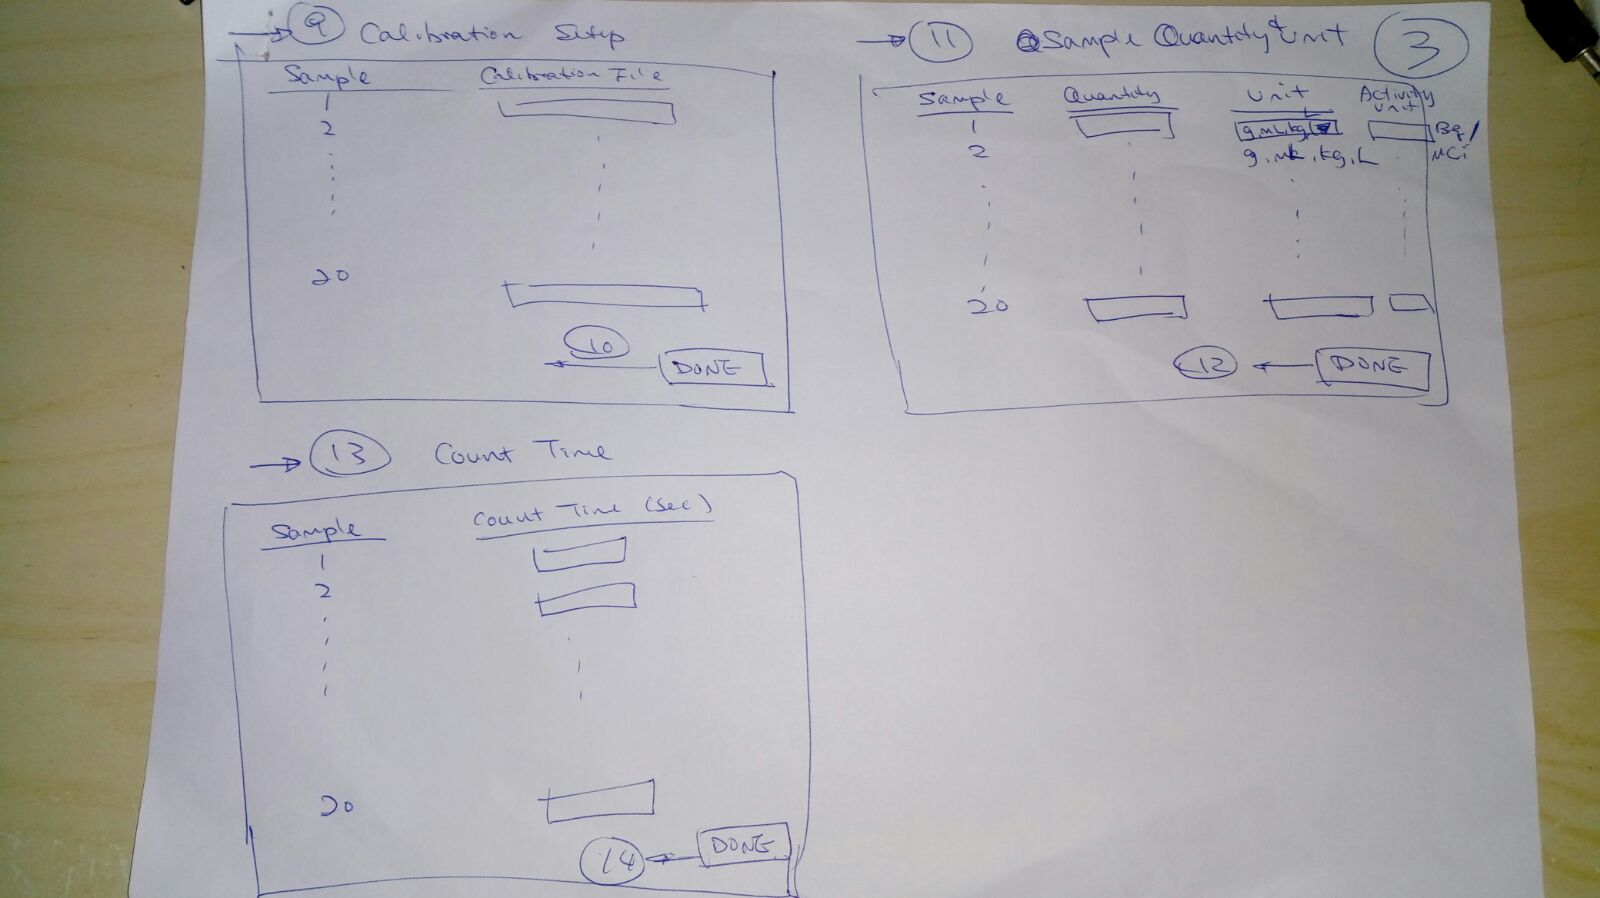 → 9 Calibration Setup
Sample Calibration File
1
2
20
10
DONE
→ 11 Sample Quantity & Unit
3
Sample Quantity Unit Activity Unit
1 g, mL, kg, L Bq/
2 g, mL, kg, L μCi
20
12 ← DONE
→ 13 Count Time
Sample Count Time (Sec)
1
2
20
14 ← DONE